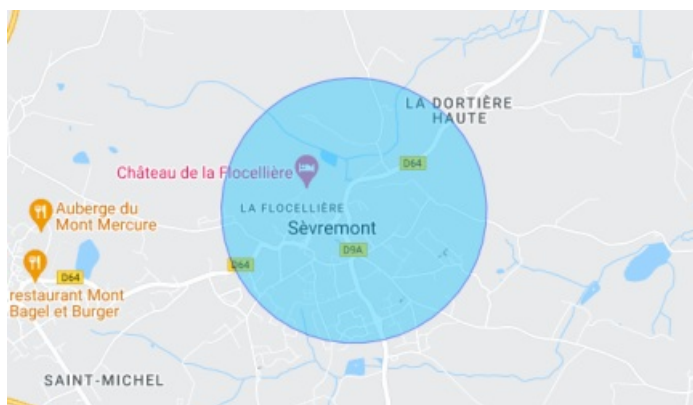 LA DORTIÈRE
HAUTE
D64
Château de la Flocellière
LA FLOCELLIÈRE
Auberge du
Mont Mercure
Sèvremont
D9A
D64
D64
restaurant Mont
Bagel et Burger
SAINT-MICHEL